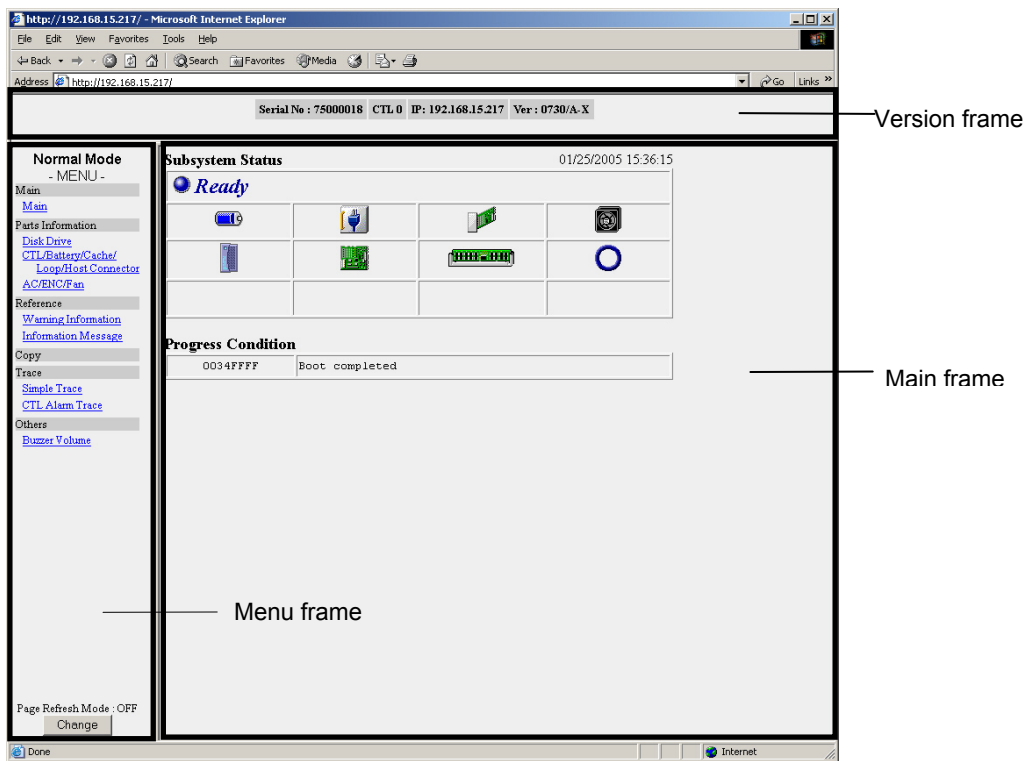 http://192.168.15.217/ - Microsoft Internet Explorer
File Edit View Favorites Tools Help
Back Search Favorites Media
Address http://192.168.15.217/ Go Links »
Serial No : 75000018 CTL 0 IP: 192.168.15.217 Ver : 0730/A-X
Version frame
Normal Mode
- MENU -
Main
Main
Parts Information
Disk Drive
CTL/Battery/Cache/
Loop/Host Connector
AC/ENC/Fan
Reference
Warning Information
Information Message
Copy
Trace
Simple Trace
CTL Alarm Trace
Others
Buzzer Volume
Page Refresh Mode : OFF
Change
Menu frame
Subsystem Status 01/25/2005 15:36:15
Ready
Progress Condition
0034FFFF Boot completed
Main frame
Done Internet